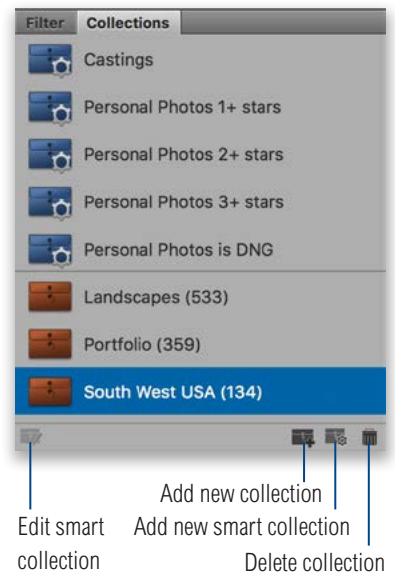 Filter Collections
Castings
Personal Photos 1+ stars
Personal Photos 2+ stars
Personal Photos 3+ stars
Personal Photos is DNG
Landscapes (533)
Portfolio (359)
South West USA (134)
Add new collection
Edit smart Add new smart collection
collection Delete collection